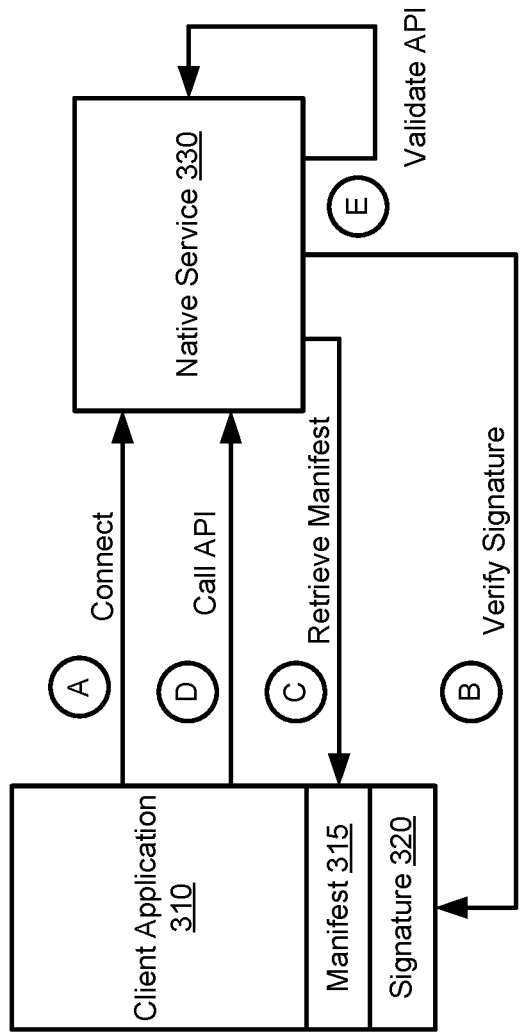 Client Application
310
Manifest 315
Signature 320
A
Connect
D
Call API
C
Retrieve Manifest
B
Verify Signature
Native Service 330
E
Validate API